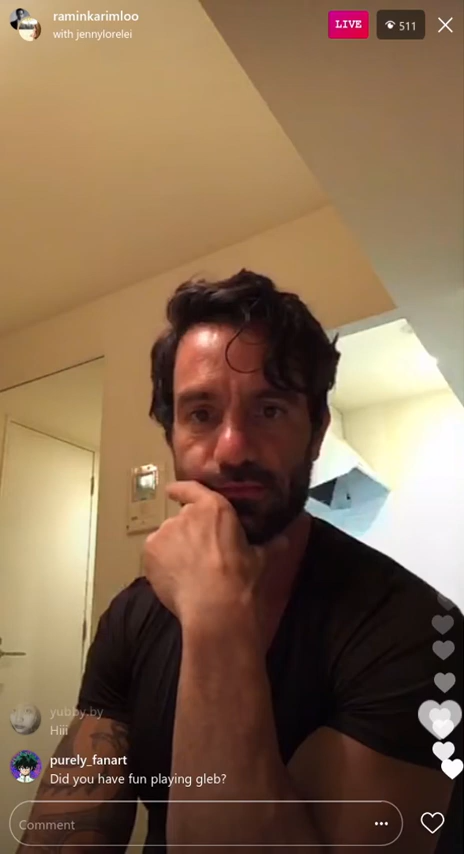 raminkarimloo
with jennylorelei
LIVE
511
yubby.by
Hiii
purely_fanart
Did you have fun playing gleb?
Comment